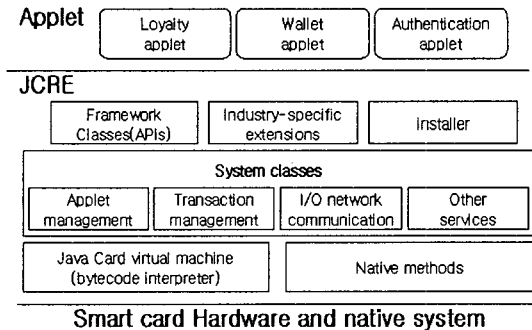 Applet
Loyalty
applet
Wallet
applet
Authentication
applet
JCRE
Framework
Classes(APIs)
Industry-specific
extensions
Installer
System classes
Applet
management
Transaction
management
I/O network
communication
Other
services
Java Card virtual machine
(bytecode interpreter)
Native methods
Smart card Hardware and native system